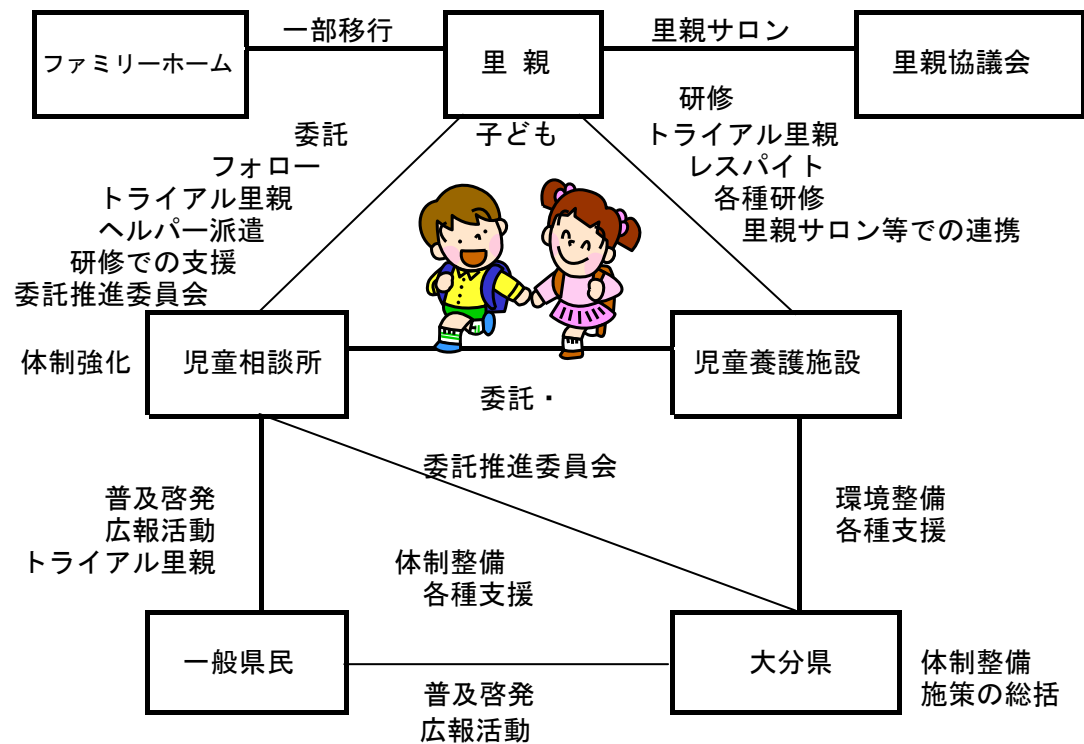 一部移行
里親サロン
ファミリーホーム
里 親
里親協議会
研修
委託
子ども
トライアル里親
フォロー
レスパイト
トライアル里親
各種研修
ヘルパー派遣
里親サロン等での連携
研修での支援
委託推進委員会
体制強化
児童相談所
児童養護施設
委託・
委託推進委員会
普及啓発
広報活動
トライアル里親
環境整備
各種支援
体制整備
各種支援
一般県民
大分県
体制整備
施策の総括
普及啓発
広報活動